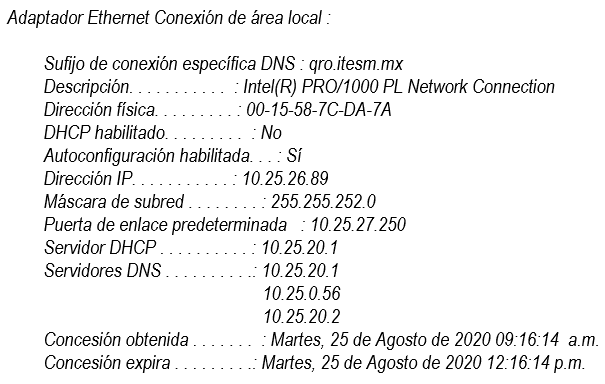 Adaptador Ethernet Conexión de área local :
Sufijo de conexión específica DNS : qro.itesm.mx
Descripción. . . . . . . . . . . : Intel(R) PRO/1000 PL Network Connection
Dirección física. . . . . . . . . : 00-15-58-7C-DA-7A
DHCP habilitado. . . . . . . . . : No
Autoconfiguración habilitada. . . : Sí
Dirección IP. . . . . . . . . . . . : 10.25.26.89
Máscara de subred . . . . . . . . . : 255.255.252.0
Puerta de enlace predeterminada : 10.25.27.250
Servidor DHCP . . . . . . . . . . . : 10.25.20.1
Servidores DNS . . . . . . . . . .: 10.25.20.1
10.25.0.56
10.25.20.2
Concesión obtenida . . . . . . . : Martes, 25 de Agosto de 2020 09:16:14 a.m.
Concesión expira . . . . . . . . .: Martes, 25 de Agosto de 2020 12:16:14 p.m.